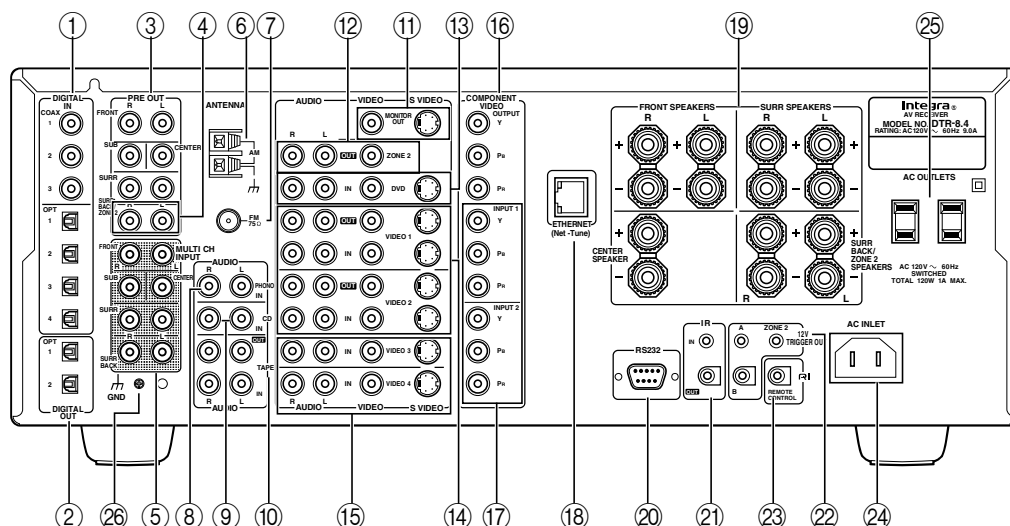 ① ③ ④ ⑥ ⑦ ⑫ ⑪ ⑬ ⑯ ⑲ ㉕
DIGITAL
IN
COAX
1
2
3
OPT
1
2
3
4
OPT
1
2
DIGITAL
OUT
PRE OUT
R L
FRONT
SUB CENTER
SURR
SURR
BACK/
ZONE 2
R L
FRONT MULTI CH
INPUT
R L
SUB CENTER
SURR
R L
SURR
BACK
GND
ANTENNA
AM
FM
75Ω
AUDIO
R L
PHONO
IN
CD
IN
OUT
TAPE
IN
R L
AUDIO
AUDIO VIDEO S VIDEO
MONITOR
OUT
R L
OUT ZONE 2
IN DVD
OUT
VIDEO 1
IN
OUT
VIDEO 2
IN
IN VIDEO 3
IN VIDEO 4
R L
AUDIO VIDEO S VIDEO
COMPONENT
VIDEO
OUTPUT
Y
PB
PR
INPUT 1
Y
PB
PR
INPUT 2
Y
PB
PR
ETHERNET
(Net -Tune)
FRONT SPEAKERS SURR SPEAKERS
R L R L
+ + +
– – –
CENTER
SPEAKER
+ + +
– – –
SURR
BACK/
ZONE 2
SPEAKERS
R L
Integra ®
AV RECEIVER
MODEL NO. DTR-8.4
RATING: AC120V ~ 60Hz 9.0A
AC OUTLETS
AC 120V ~ 60Hz
SWITCHED
TOTAL 120W 1A MAX.
RS232
IR
IN
OUT
A ZONE 2
12V
TRIGGER OU
B
RI
REMOTE
CONTROL
AC INLET
② ㉖ ⑤ ⑧ ⑨ ⑩ ⑮ ⑭ ⑰ ⑱ ⑳ ㉑ ㉓ ㉒ ㉔